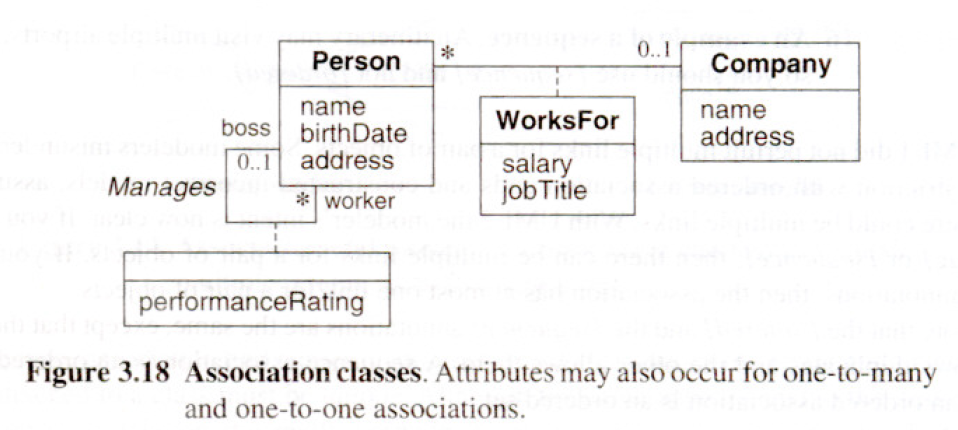 Person
*
0..1
Company
name
birthDate
address
WorksFor
salary
jobTitle
name
address
boss
0..1
Manages
*
worker
performanceRating
Figure 3.18 Association classes. Attributes may also occur for one-to-many
and one-to-one associations.